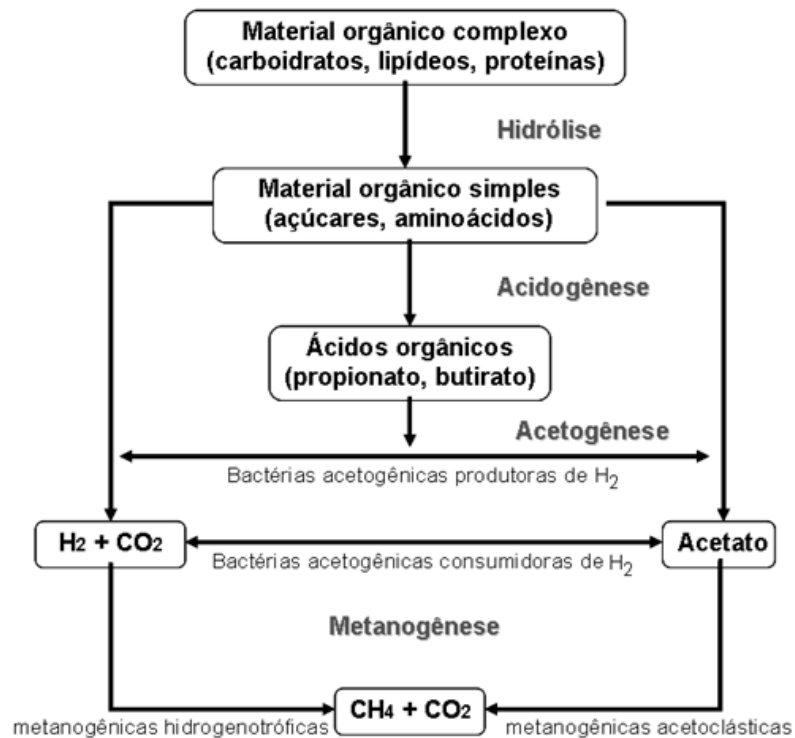 Material orgânico complexo
(carboidratos, lipídeos, proteínas)
Hidrólise
Material orgânico simples
(açúcares, aminoácidos)
Acidogênese
Ácidos orgânicos
(propionato, butirato)
Acetogênese
Bactérias acetogênicas produtoras de H₂
H₂ + CO₂
Acetato
Bactérias acetogênicas consumidoras de H₂
Metanogênese
CH₄ + CO₂
metanogênicas hidrogenotróficas
metanogênicas acetoclásticas